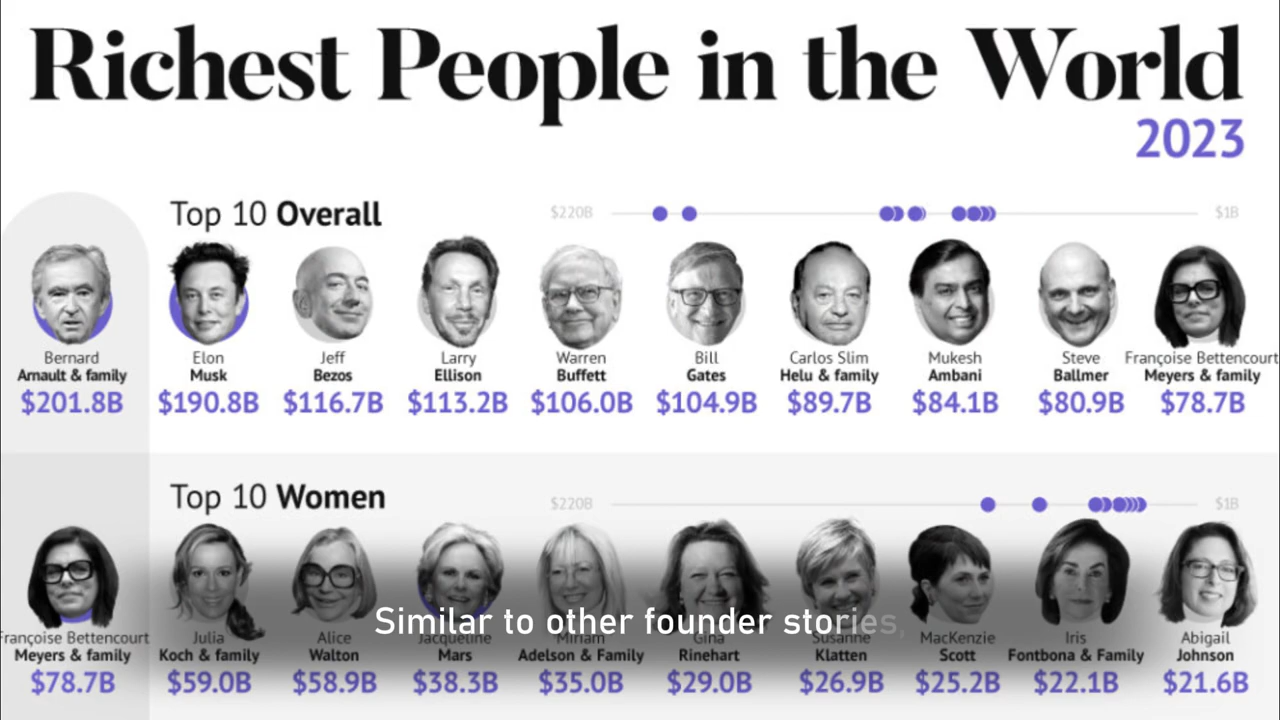 Richest People in the World
2023
Top 10 Overall
$220B
$1B
Bernard
Arnault & family
$201.8B
Elon
Musk
$190.8B
Jeff
Bezos
$116.7B
Larry
Ellison
$113.2B
Warren
Buffett
$106.0B
Bill
Gates
$104.9B
Carlos Slim
Helu & family
$89.7B
Mukesh
Ambani
$84.1B
Steve
Ballmer
$80.9B
Françoise Bettencourt
Meyers & family
$78.7B
Top 10 Women
$220B
$1B
Françoise Bettencourt
Meyers & family
$78.7B
Julia
Koch & family
$59.0B
Alice
Walton
$58.9B
Jacqueline
Mars
$38.3B
Miriam
Adelson & Family
$35.0B
Gina
Rinehart
$29.0B
Susanne
Klatten
$26.9B
MacKenzie
Scott
$25.2B
Iris
Fontbona & Family
$22.1B
Abigail
Johnson
$21.6B
Similar to other founder stories,